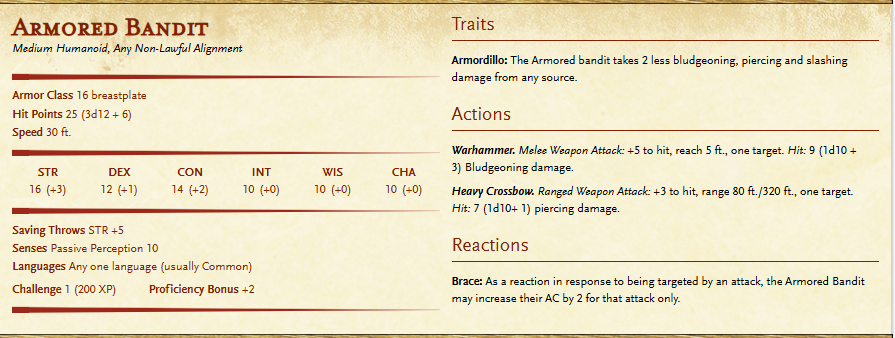 Armored Bandit
Medium Humanoid, Any Non-Lawful Alignment
Armor Class 16 breastplate
Hit Points 25 (3d12 + 6)
Speed 30 ft.
STR DEX CON INT WIS CHA
16 (+3) 12 (+1) 14 (+2) 10 (+0) 10 (+0) 10 (+0)
Saving Throws STR +5
Senses Passive Perception 10
Languages Any one language (usually Common)
Challenge 1 (200 XP) Proficiency Bonus +2
Traits
Armordillo: The Armored bandit takes 2 less bludgeoning, piercing and slashing
damage from any source.
Actions
Warhammer. Melee Weapon Attack: +5 to hit, reach 5 ft., one target. Hit: 9 (1d10 +
3) Bludgeoning damage.
Heavy Crossbow. Ranged Weapon Attack: +3 to hit, range 80 ft./320 ft., one target.
Hit: 7 (1d10+ 1) piercing damage.
Reactions
Brace: As a reaction in response to being targeted by an attack, the Armored Bandit
may increase their AC by 2 for that attack only.